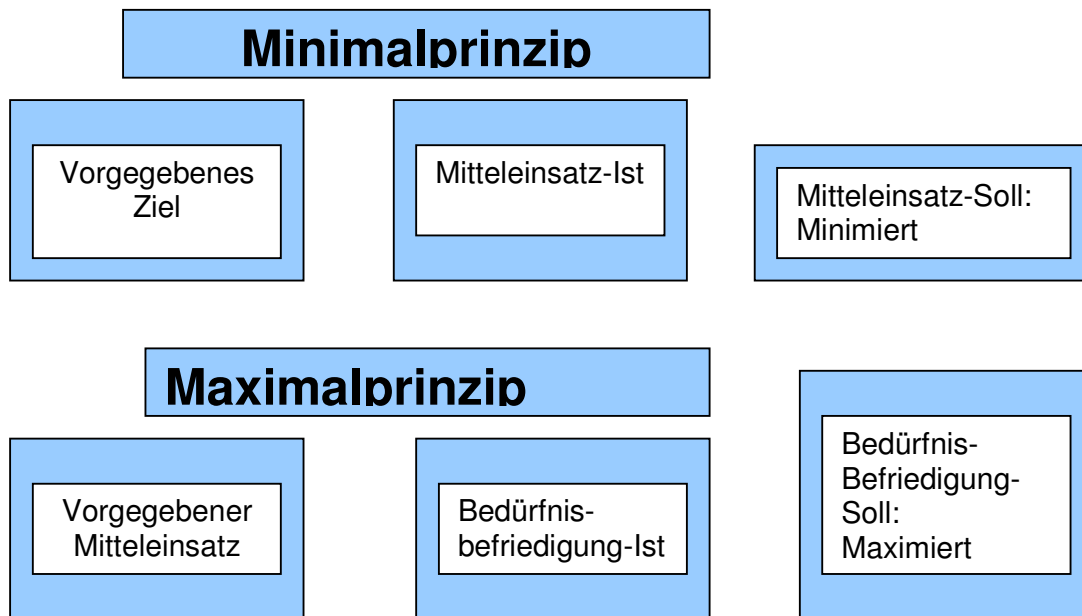 Minimalprinzip
Vorgegebenes
Ziel
Mitteleinsatz-Ist
Mitteleinsatz-Soll:
Minimiert
Maximalprinzip
Vorgegebener
Mitteleinsatz
Bedürfnis-
befriedigung-Ist
Bedürfnis-
Befriedigung-
Soll:
Maximiert